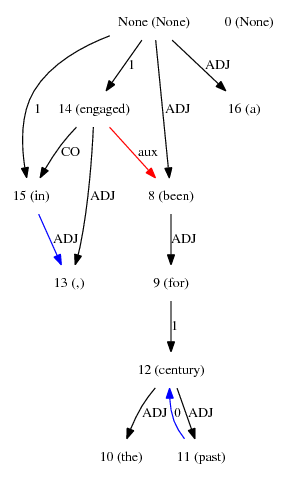 None (None) 0 (None)
1 ADJ
1 14 (engaged) ADJ 16 (a)
CO aux
15 (in) ADJ 8 (been)
ADJ ADJ
13 (,) 9 (for)
1
12 (century)
ADJ 0 ADJ
10 (the) 11 (past)